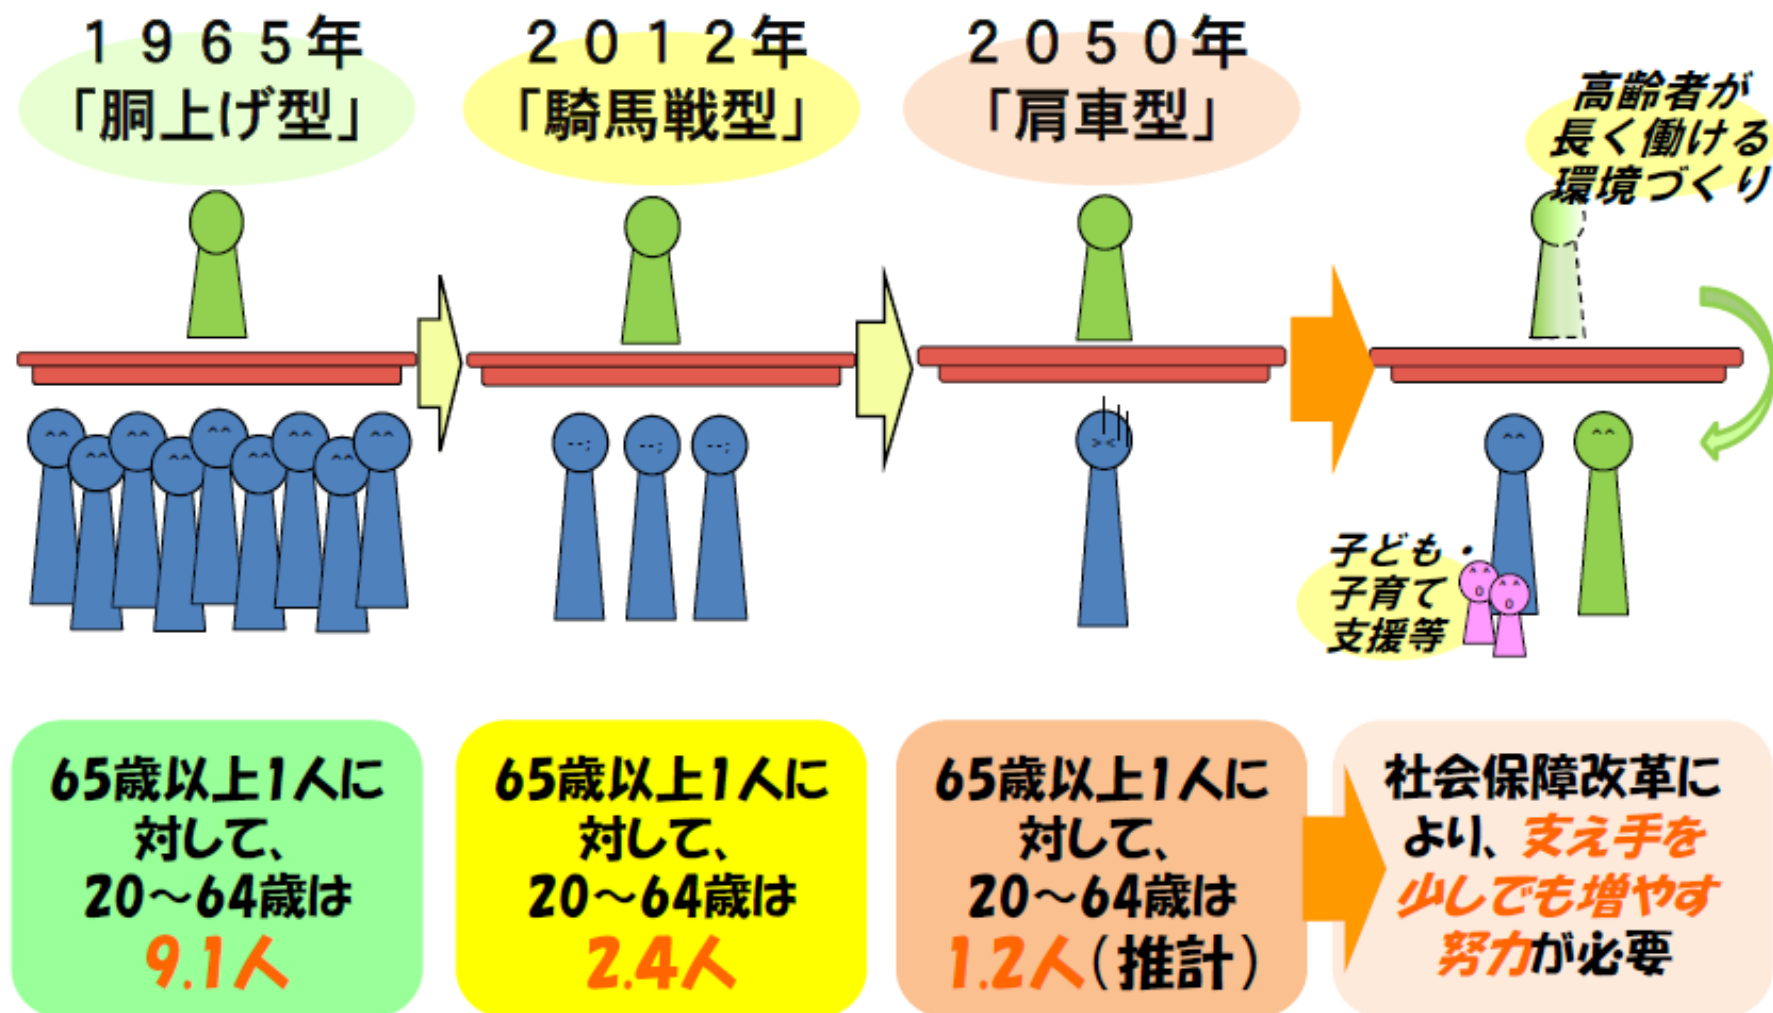 １９６５年
「胴上げ型」
２０１２年
「騎馬戦型」
２０５０年
「肩車型」
高齢者が
長く働ける
環境づくり
子ども・
子育て
支援等
65歳以上1人に
対して、
20～64歳は
9.1人
65歳以上1人に
対して、
20～64歳は
2.4人
65歳以上1人に
対して、
20～64歳は
1.2人（推計）
社会保障改革に
より、支え手を
少しでも増やす
努力が必要